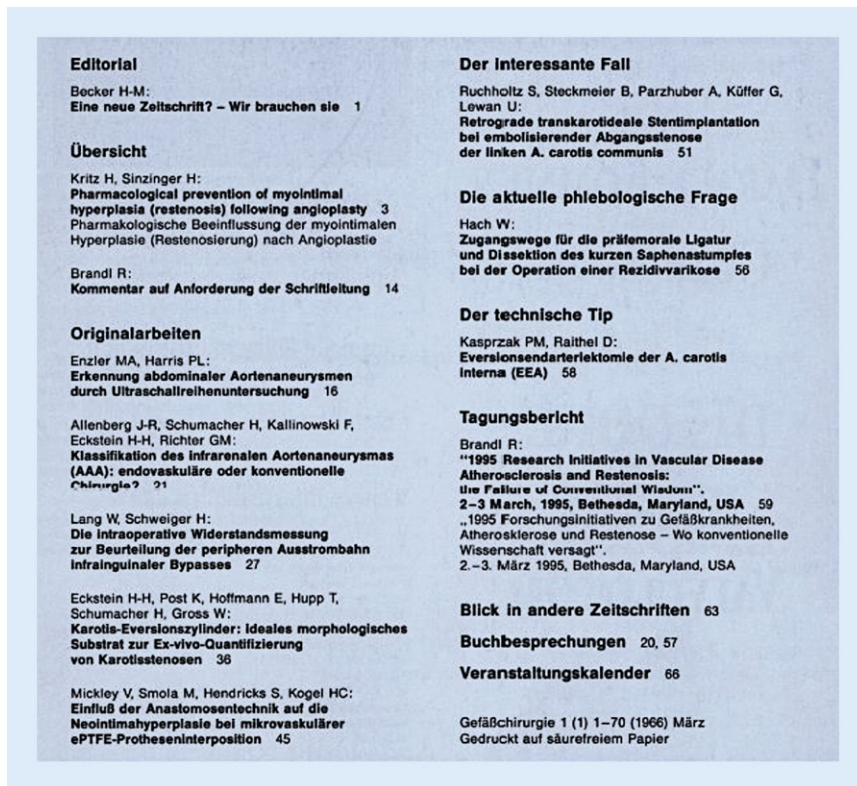 Editorial
Becker H-M:
Eine neue Zeitschrift? – Wir brauchen sie 1
Übersicht
Kritz H, Sinzinger H:
Pharmacological prevention of myointimal
hyperplasia (restenosis) following angioplasty 3
Pharmakologische Beeinflussung der myointimalen
Hyperplasie (Restenosierung) nach Angioplastie
Brandl R:
Kommentar auf Anforderung der Schriftleitung 14
Originalarbeiten
Enzler MA, Harris PL:
Erkennung abdominaler Aortenaneurysmen
durch Ultraschallreihenuntersuchung 16
Allenberg J-R, Schumacher H, Kallinowski F,
Eckstein H-H, Richter GM:
Klassifikation des infrarenalen Aortenaneurysmas
(AAA): endovaskuläre oder konventionelle
Chirurgie? 21
Lang W, Schweiger H:
Die intraoperative Widerstandsmessung
zur Beurteilung der peripheren Ausstrombahn
infrainguinaler Bypasses 27
Eckstein H-H, Post K, Hoffmann E, Hupp T,
Schumacher H, Gross W:
Karotis-Eversionszylinder: ideales morphologisches
Substrat zur Ex-vivo-Quantifizierung
von Karotisstenosen 36
Mickley V, Smola M, Hendricks S, Kogel HC:
Einfluß der Anastomosentechnik auf die
Neointimahyperplasie bei mikrovaskulärer
ePTFE-Protheseninterposition 45
Der interessante Fall
Ruchholtz S, Steckmeier B, Parzhuber A, Küffer G,
Lewan U:
Retrograde transkarotideale Stentimplantation
bei embolisierender Abgangsstenose
der linken A. carotis communis 51
Die aktuelle phlebologische Frage
Hach W:
Zugangswege für die präfemorale Ligatur
und Dissektion des kurzen Saphenastumpfes
bei der Operation einer Rezidivvarikose 56
Der technische Tip
Kasprzak PM, Raithel D:
Eversionsendarteriektomie der A. carotis
interna (EEA) 58
Tagungsbericht
Brandl R:
"1995 Research Initiatives in Vascular Disease
Atherosclerosis and Restenosis:
the Failure of Conventional Wisdom".
2–3 March, 1995, Bethesda, Maryland, USA 59
„1995 Forschungsinitiativen zu Gefäßkrankheiten,
Atherosklerose und Restenose – Wo konventionelle
Wissenschaft versagt".
2.–3. März 1995, Bethesda, Maryland, USA
Blick in andere Zeitschriften 63
Buchbesprechungen 20, 57
Veranstaltungskalender 66
Gefäßchirurgie 1 (1) 1–70 (1966) März
Gedruckt auf säurefreiem Papier